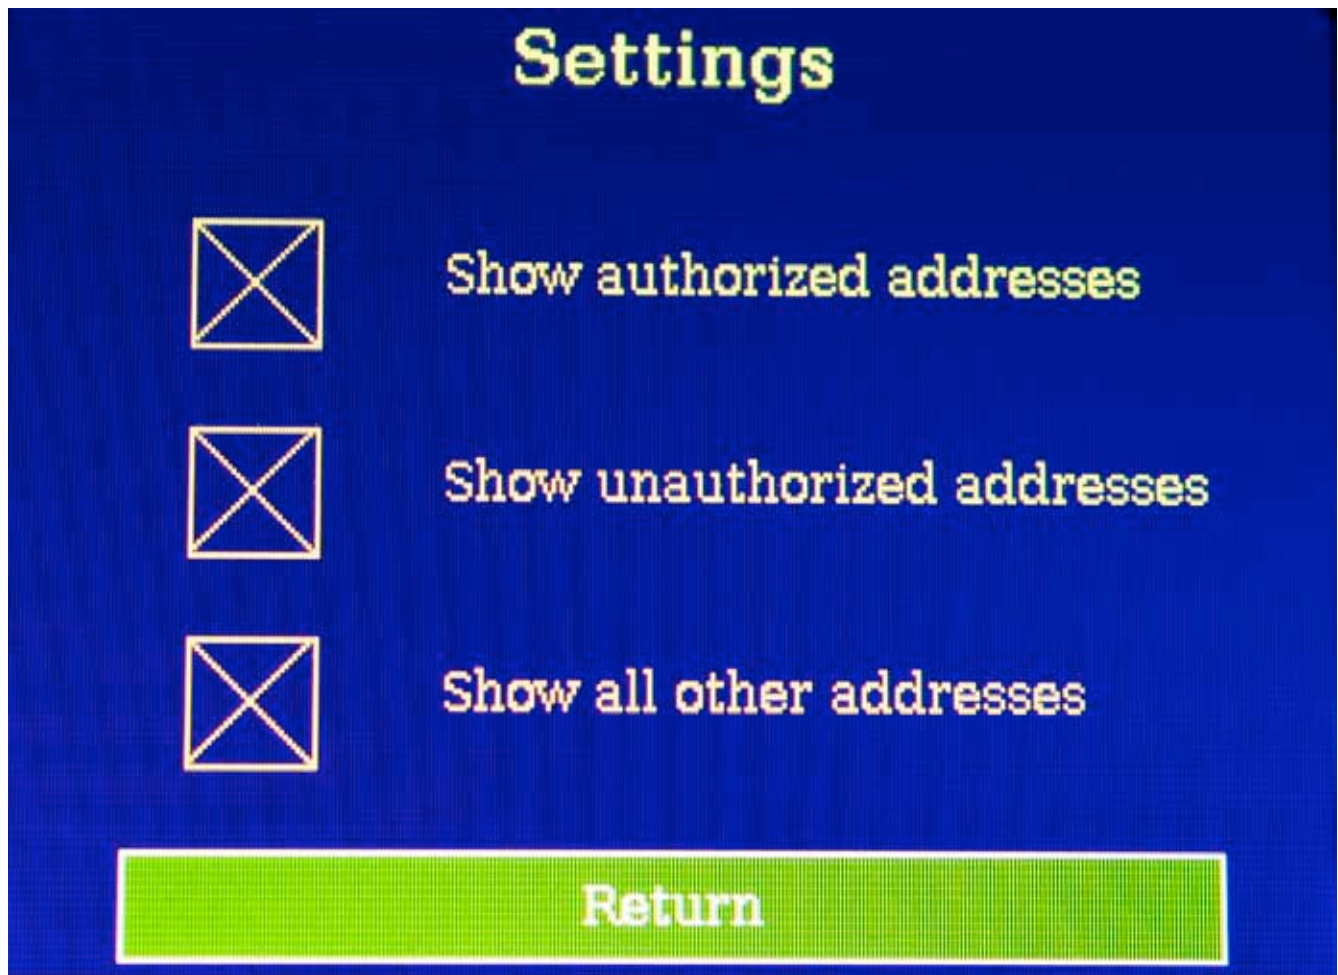 Settings
Show authorized addresses
Show unauthorized addresses
Show all other addresses
Return